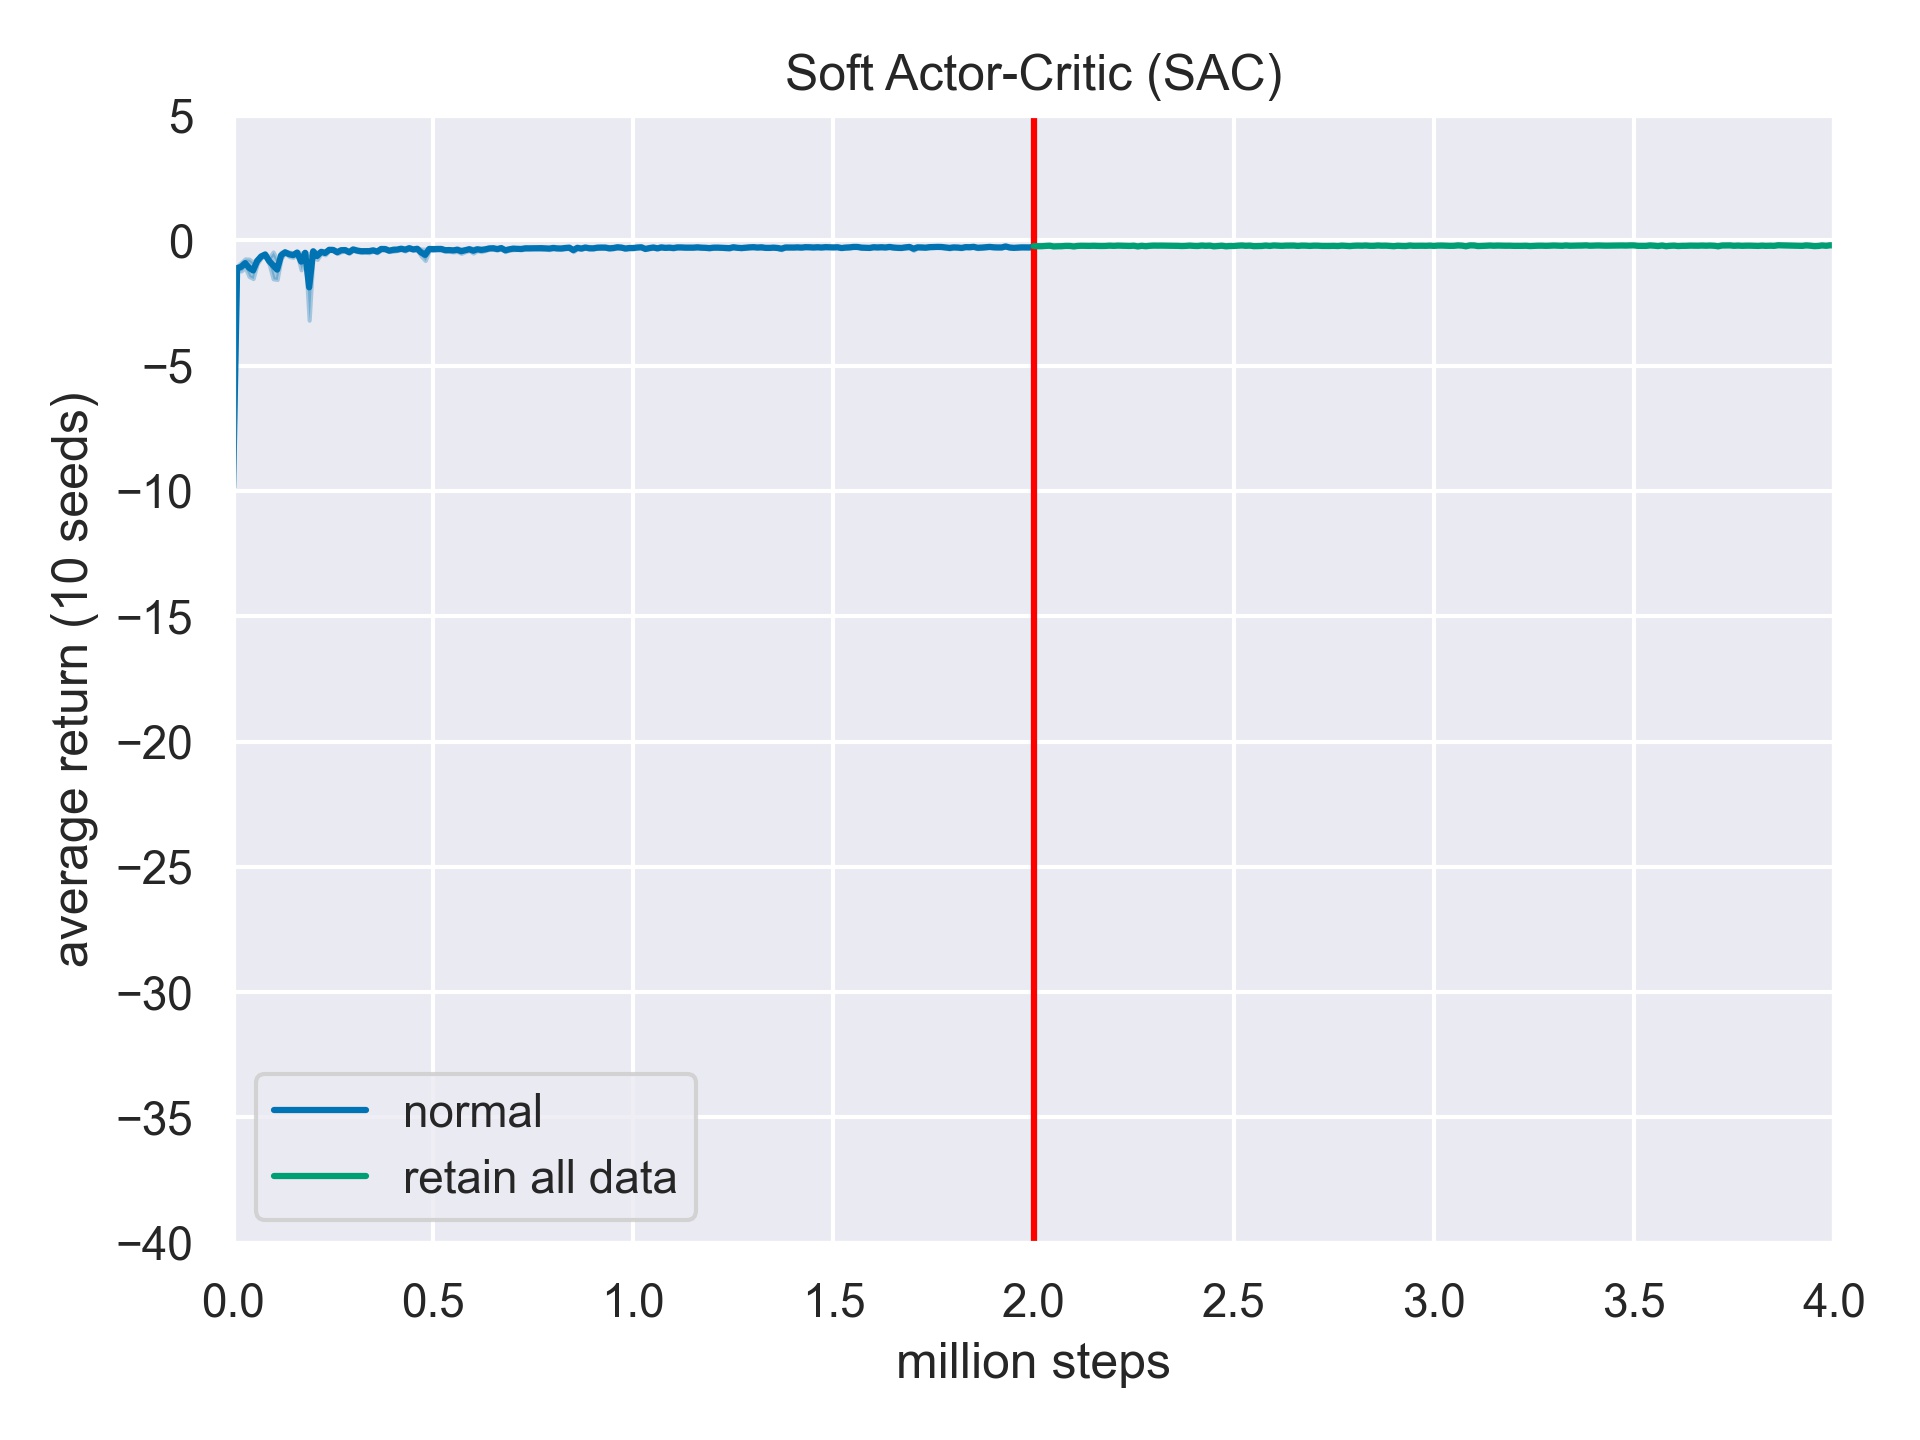 Soft Actor-Critic (SAC)
5
0
−5
−10
−15
−20
−25
−30
−35
−40
average return (10 seeds)
normal
retain all data
0.0 0.5 1.0 1.5 2.0 2.5 3.0 3.5 4.0
million steps